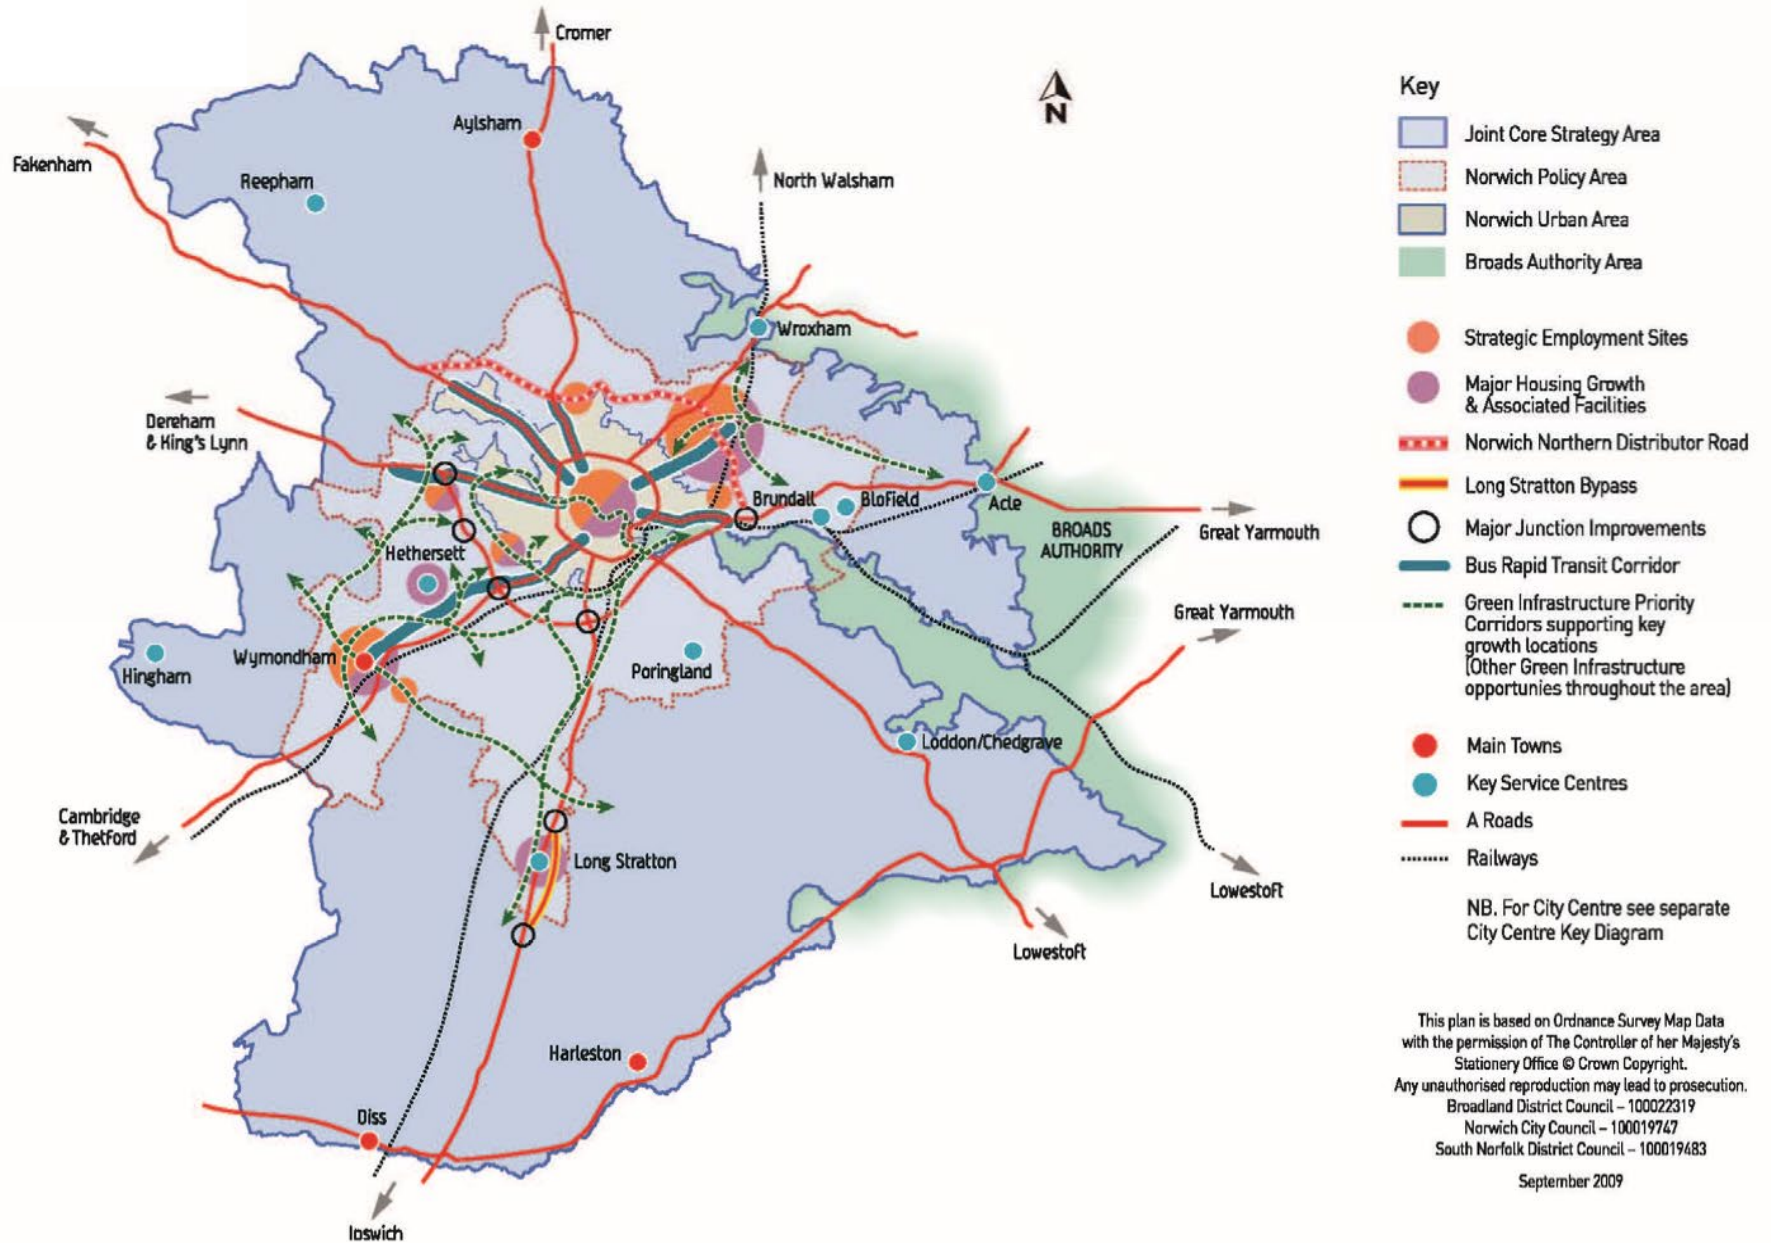 Cromer
Aylsham
Fakenham
Reepham
North Walsham
Wroxham
Dereham
& King's Lynn
Brundall
Blofield
Acle
BROADS
AUTHORITY
Great Yarmouth
Hethersett
Great Yarmouth
Hingham
Wymondham
Poringland
Loddon/Chedgrave
Cambridge
& Thetford
Long Stratton
Lowestoft
Lowestoft
Harleston
Diss
Ipswich
N
Key
Joint Core Strategy Area
Norwich Policy Area
Norwich Urban Area
Broads Authority Area
Strategic Employment Sites
Major Housing Growth
& Associated Facilities
Norwich Northern Distributor Road
Long Stratton Bypass
Major Junction Improvements
Bus Rapid Transit Corridor
Green Infrastructure Priority
Corridors supporting key
growth locations
(Other Green Infrastructure
opportunies throughout the area)
Main Towns
Key Service Centres
A Roads
Railways
NB. For City Centre see separate
City Centre Key Diagram
This plan is based on Ordnance Survey Map Data
with the permission of The Controller of her Majesty's
Stationery Office © Crown Copyright.
Any unauthorised reproduction may lead to prosecution.
Broadland District Council – 100022319
Norwich City Council – 100019747
South Norfolk District Council – 100019483
September 2009